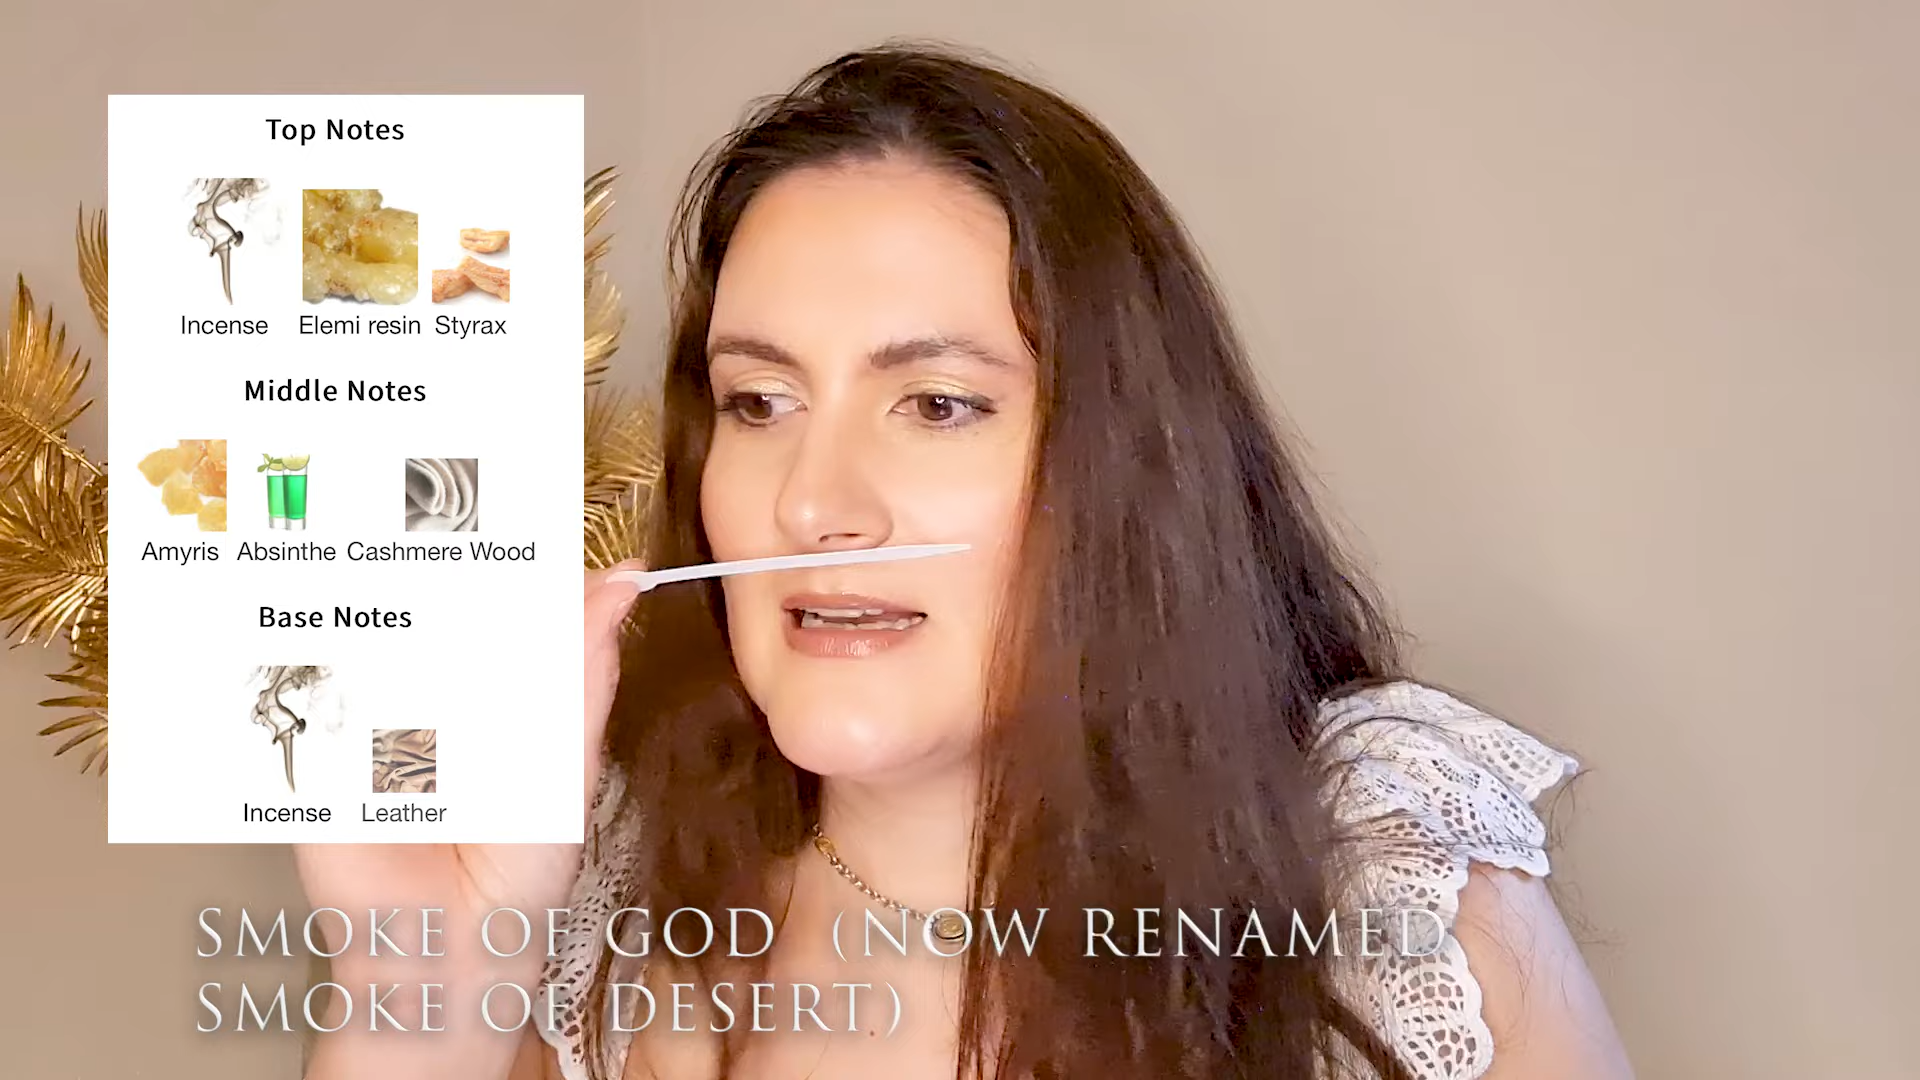 Top Notes
Incense Elemi resin Styrax
Middle Notes
Amyris Absinthe Cashmere Wood
Base Notes
Incense Leather
SMOKE OF GOD (NOW RENAMED
SMOKE OF DESERT)